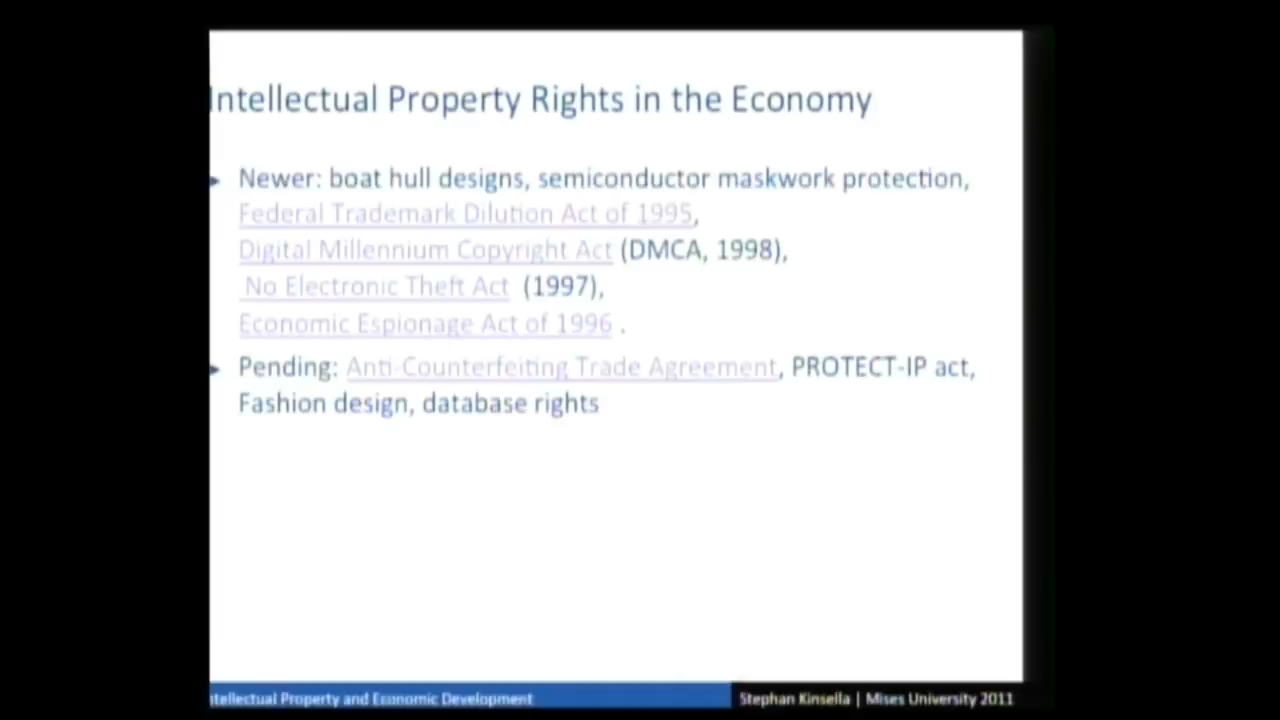 Intellectual Property Rights in the Economy
Newer: boat hull designs, semiconductor maskwork protection,
Federal Trademark Dilution Act of 1995,
Digital Millennium Copyright Act (DMCA, 1998),
No Electronic Theft Act (1997),
Economic Espionage Act of 1996 .
Pending: Anti-Counterfeiting Trade Agreement, PROTECT-IP act,
Fashion design, database rights
ntellectual Property and Economic Development
Stephan Kinsella | Mises University 2011